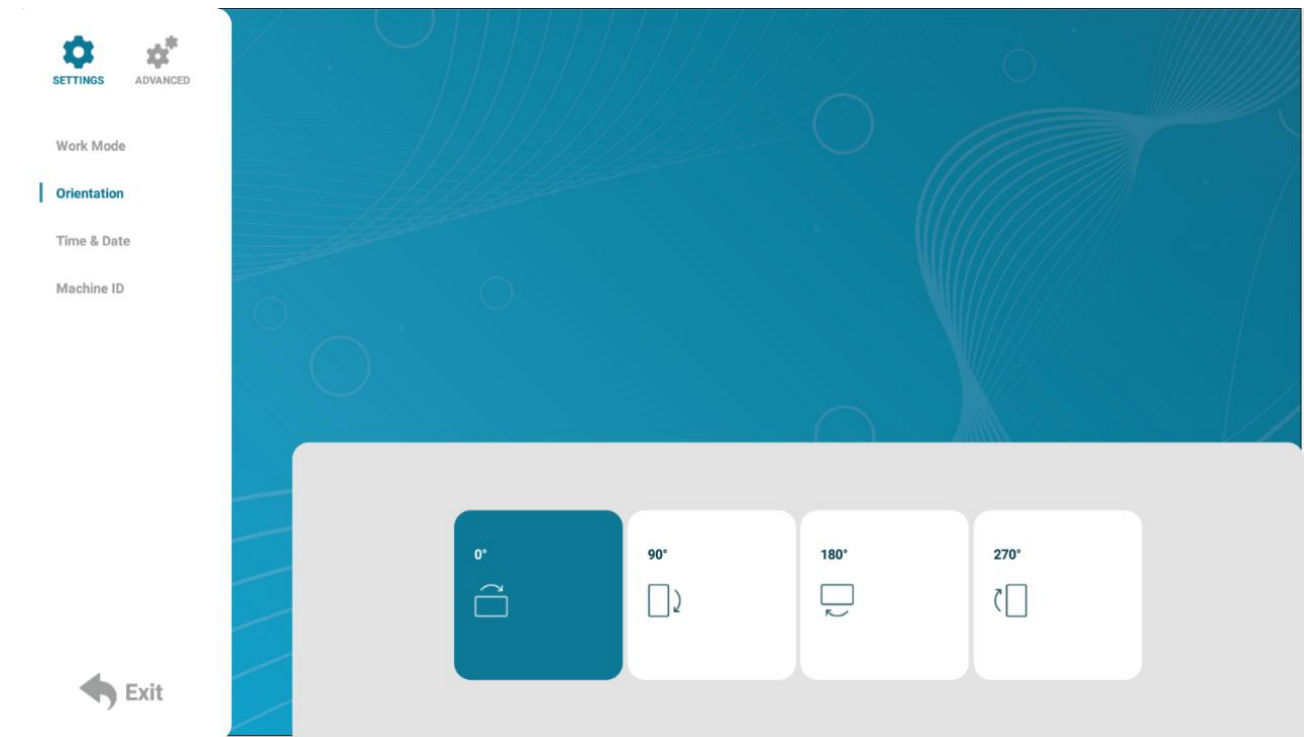 SETTINGS
ADVANCED
Work Mode
Orientation
Time & Date
Machine ID
0°
90°
180°
270°
Exit